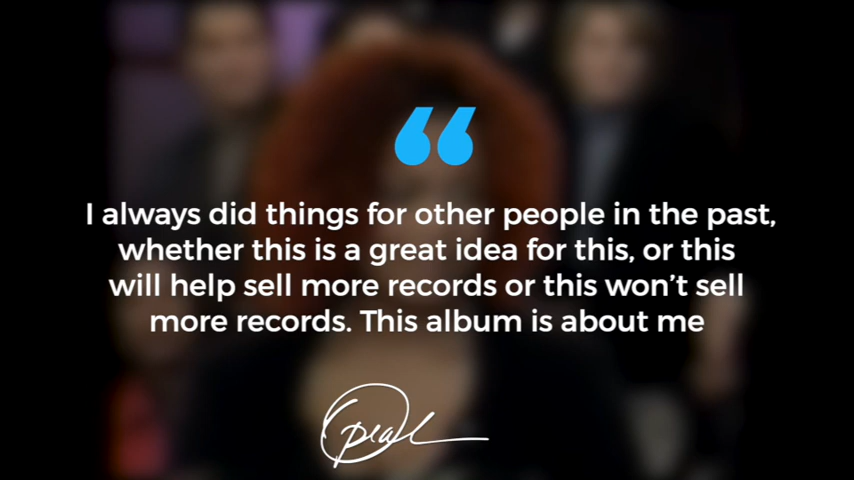 “
I always did things for other people in the past,
whether this is a great idea for this, or this
will help sell more records or this won’t sell
more records. This album is about me
Opeal